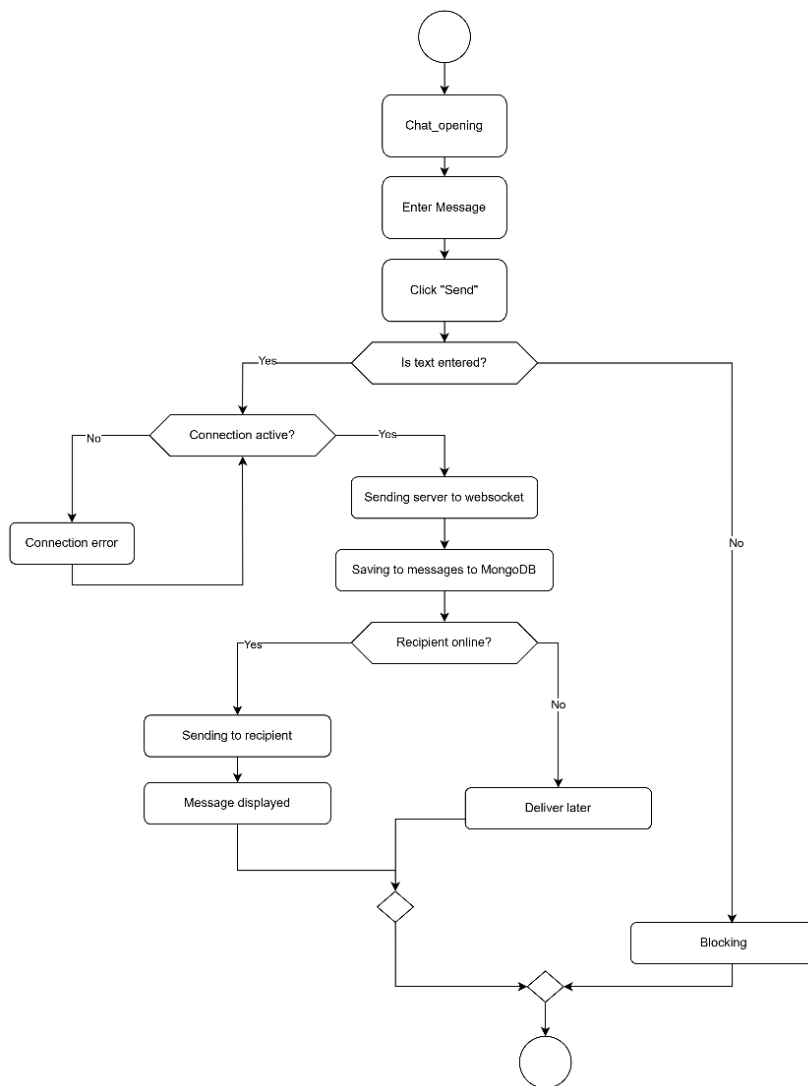 Chat_opening
Enter Message
Click "Send"
Is text entered?
Yes
Connection active?
No
Yes
Sending server to websocket
Connection error
No
Saving to messages to MongoDB
Recipient online?
Yes
No
Sending to recipient
Message displayed
Deliver later
Blocking